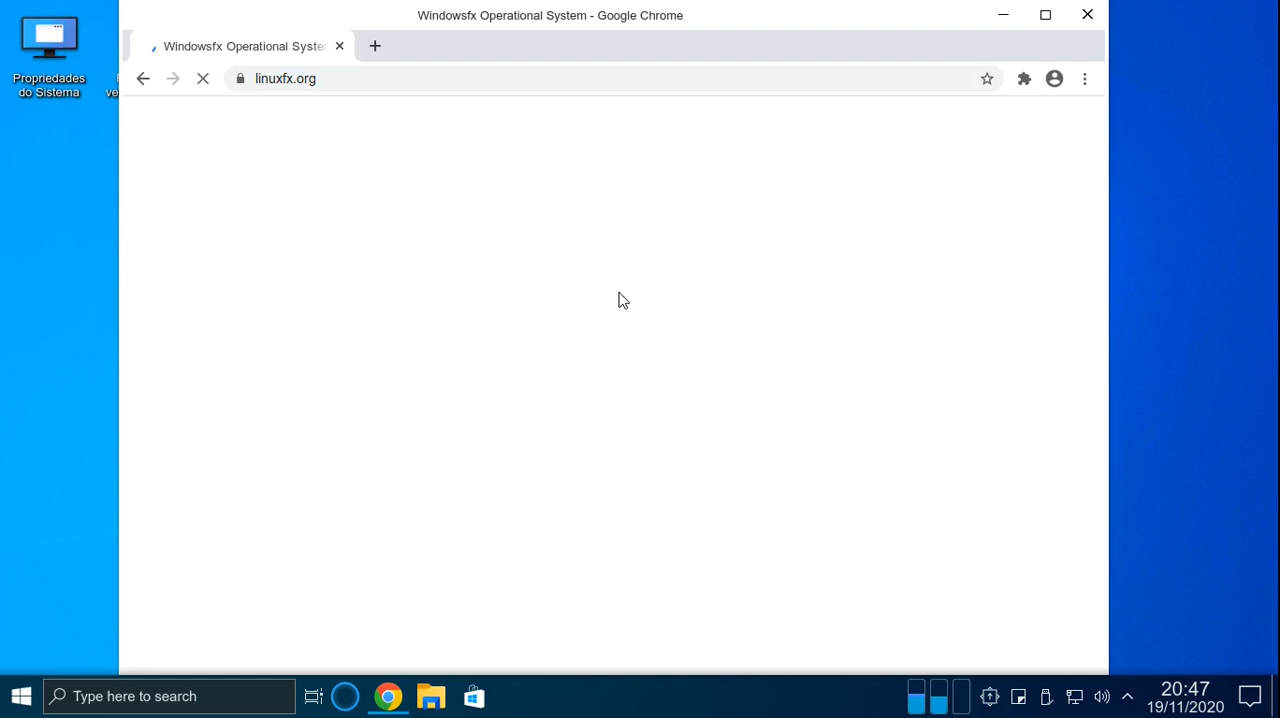 Windowsfx Operational System - Google Chrome
Windowsfx Operational Syste
linuxfx.org
Propriedades
do Sistema
ve
Type here to search
20:47
19/11/2020